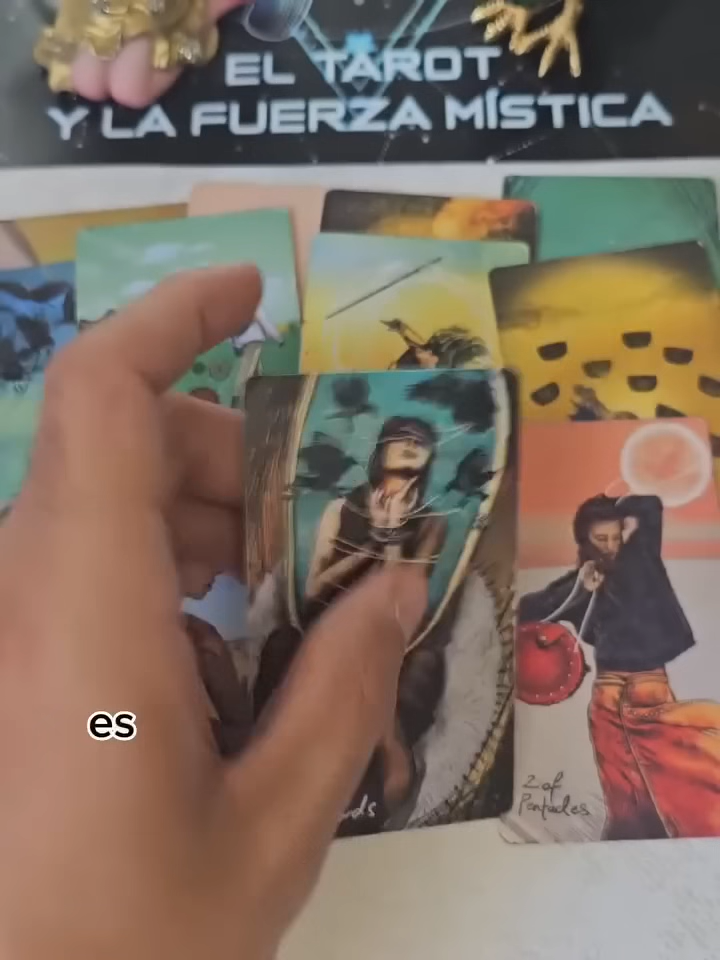 EL TAROT
Y LA FUERZA MÍSTICA
es
2 of
Pentacles